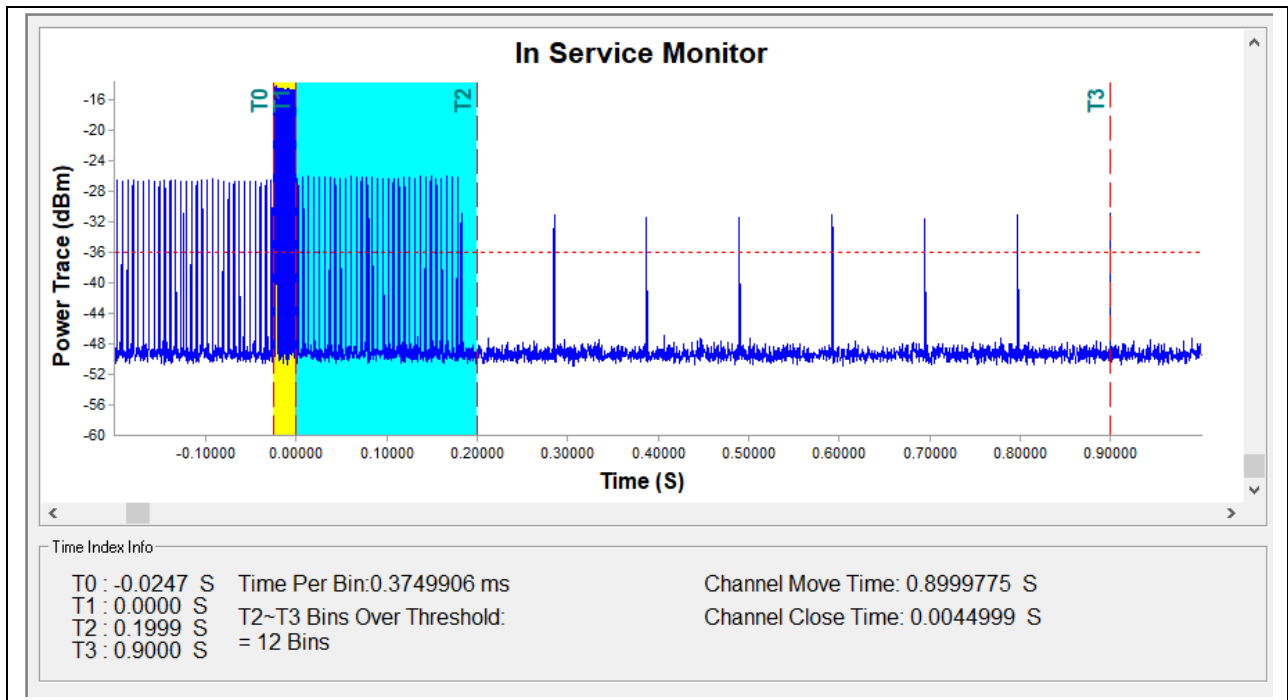 In Service Monitor
T0
T1
T2
T3
Power Trace (dBm)
-16
-20
-24
-28
-32
-36
-40
-44
-48
-52
-56
-60
-0.10000 0.00000 0.10000 0.20000 0.30000 0.40000 0.50000 0.60000 0.70000 0.80000 0.90000
Time (S)
Time Index Info
T0 : -0.0247 S
T1 : 0.0000 S
T2 : 0.1999 S
T3 : 0.9000 S
Time Per Bin:0.3749906 ms
T2~T3 Bins Over Threshold:
= 12 Bins
Channel Move Time: 0.8999775 S
Channel Close Time: 0.0044999 S